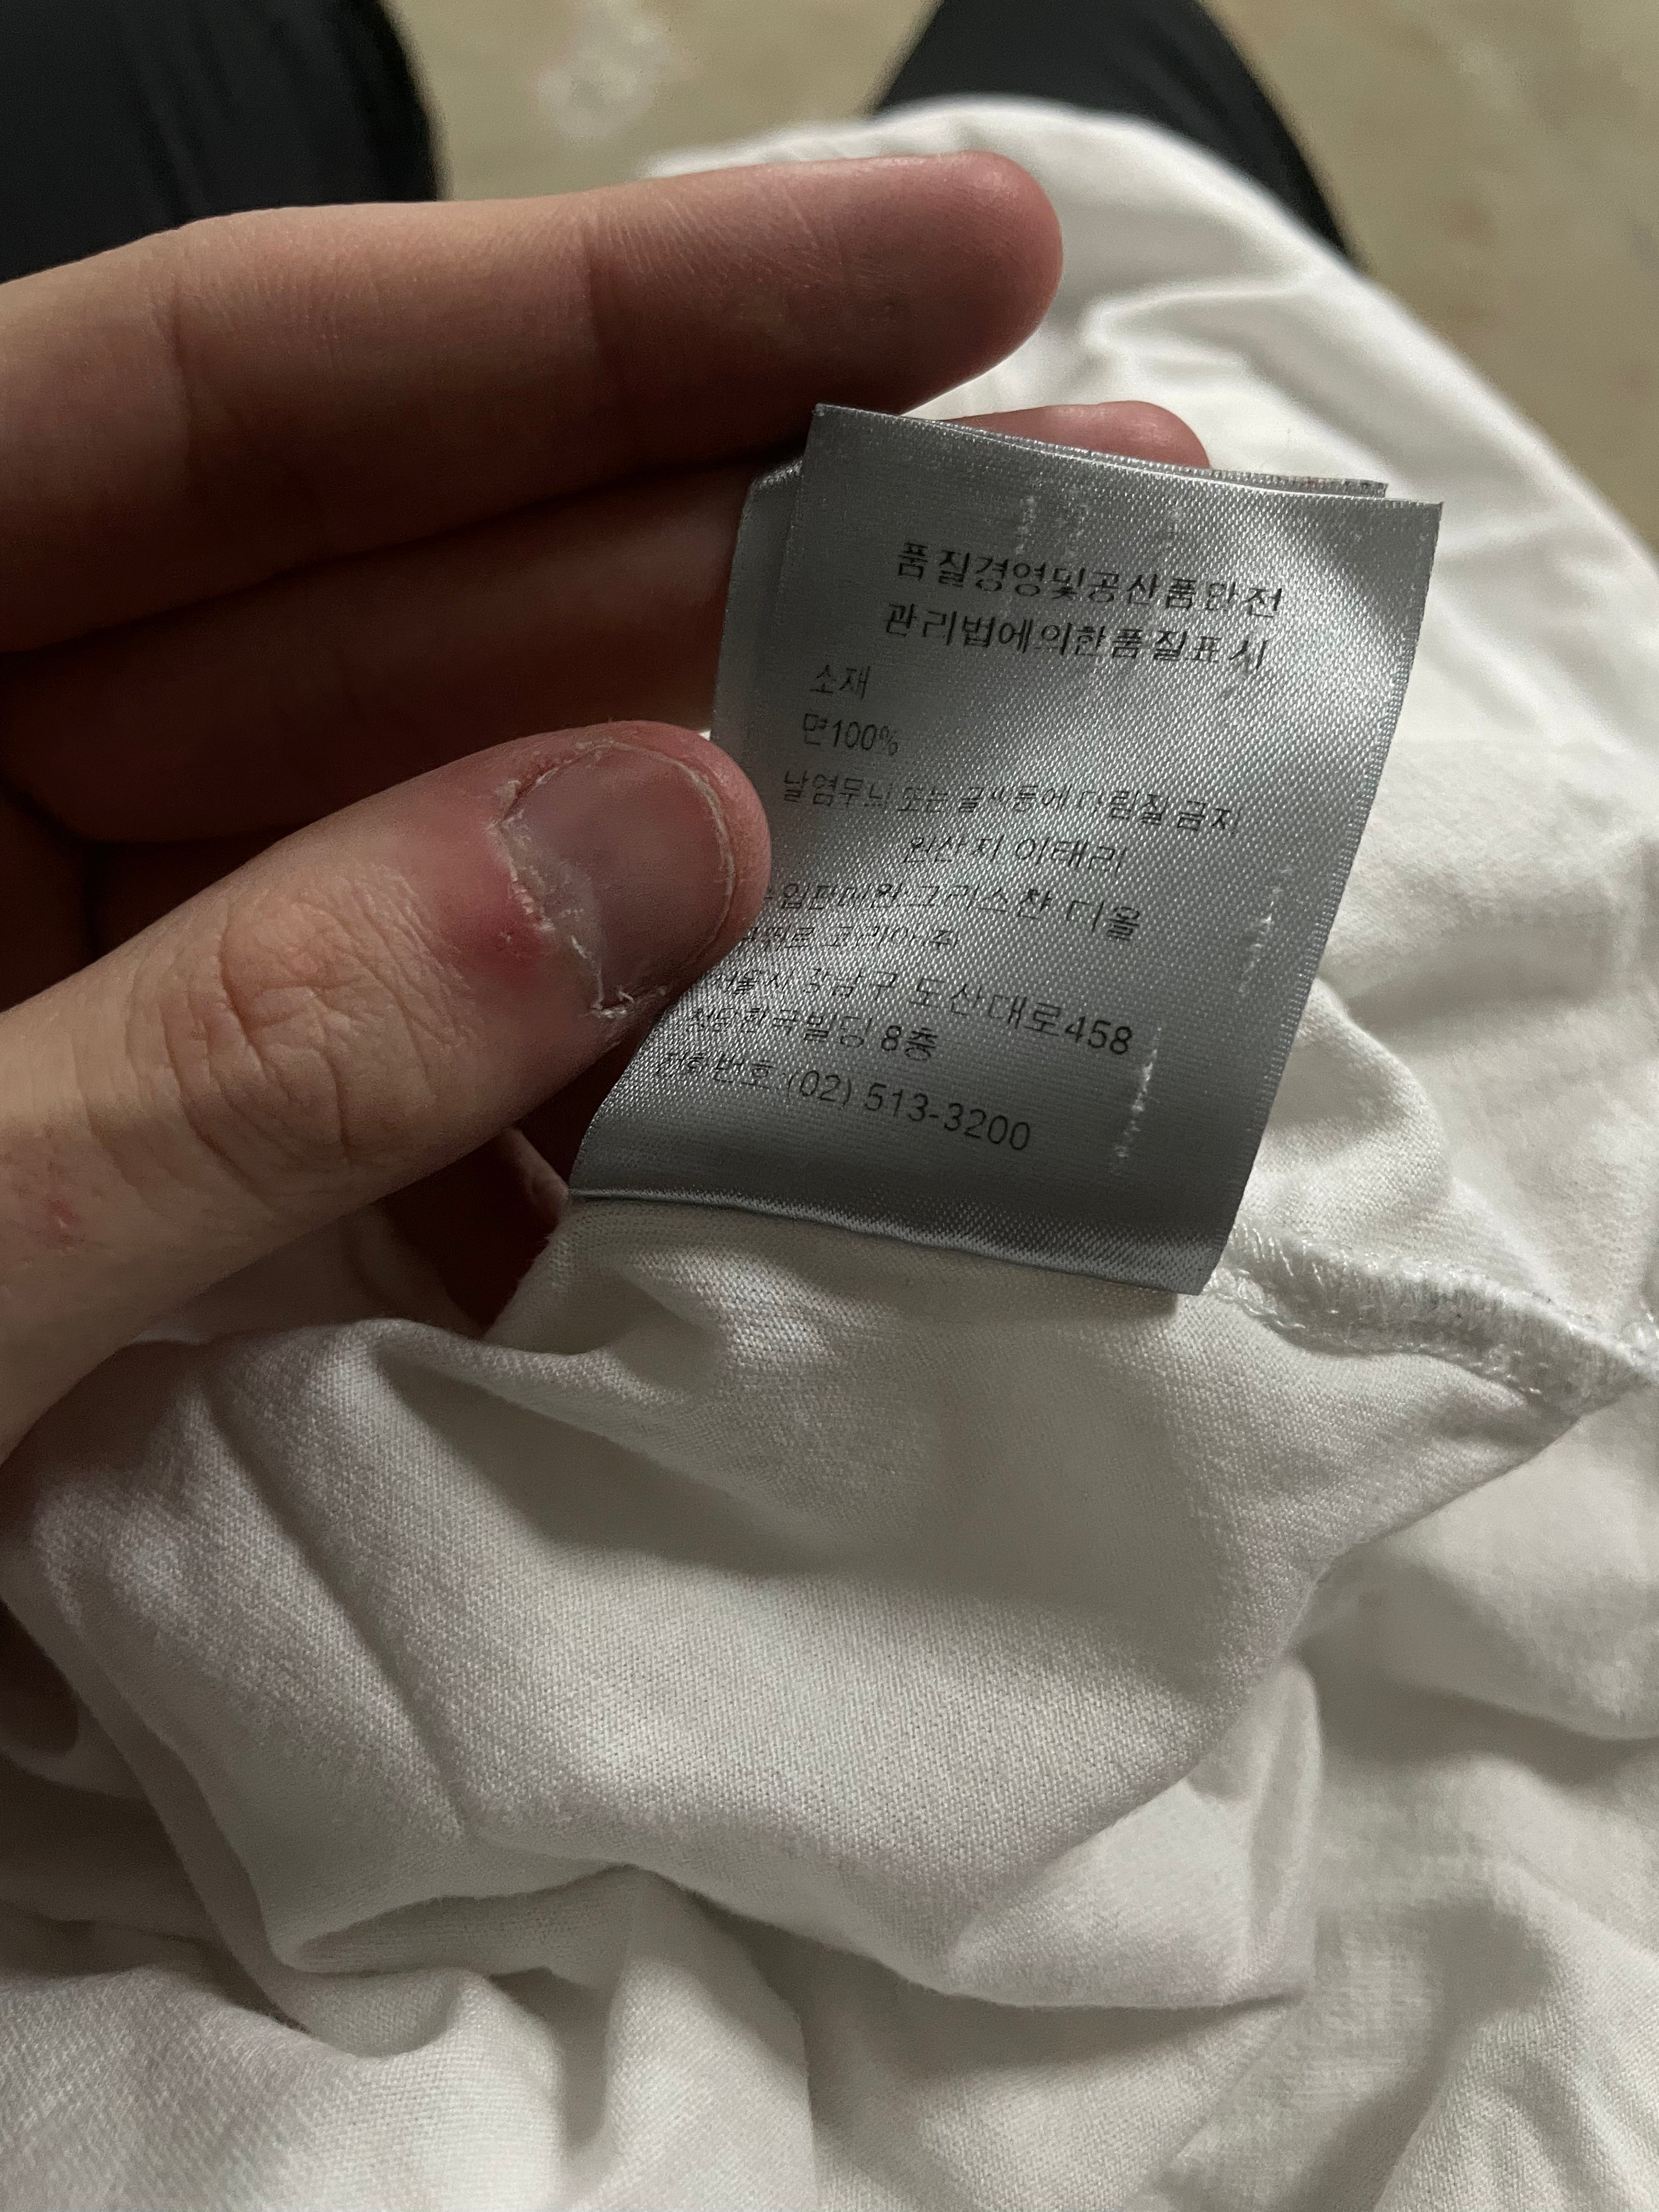 품질경영및공산품안전
관리법에의한품질표시
소재
면100%
날염무늬 또는 글씨등에 다림질 금지
원산지 이태리
수입판매원 크리스챤 디올
꾸뛰르 코리아㈜
서울시 강남구 도산대로458
청담한국빌딩 8층
전화번호 (02) 513-3200